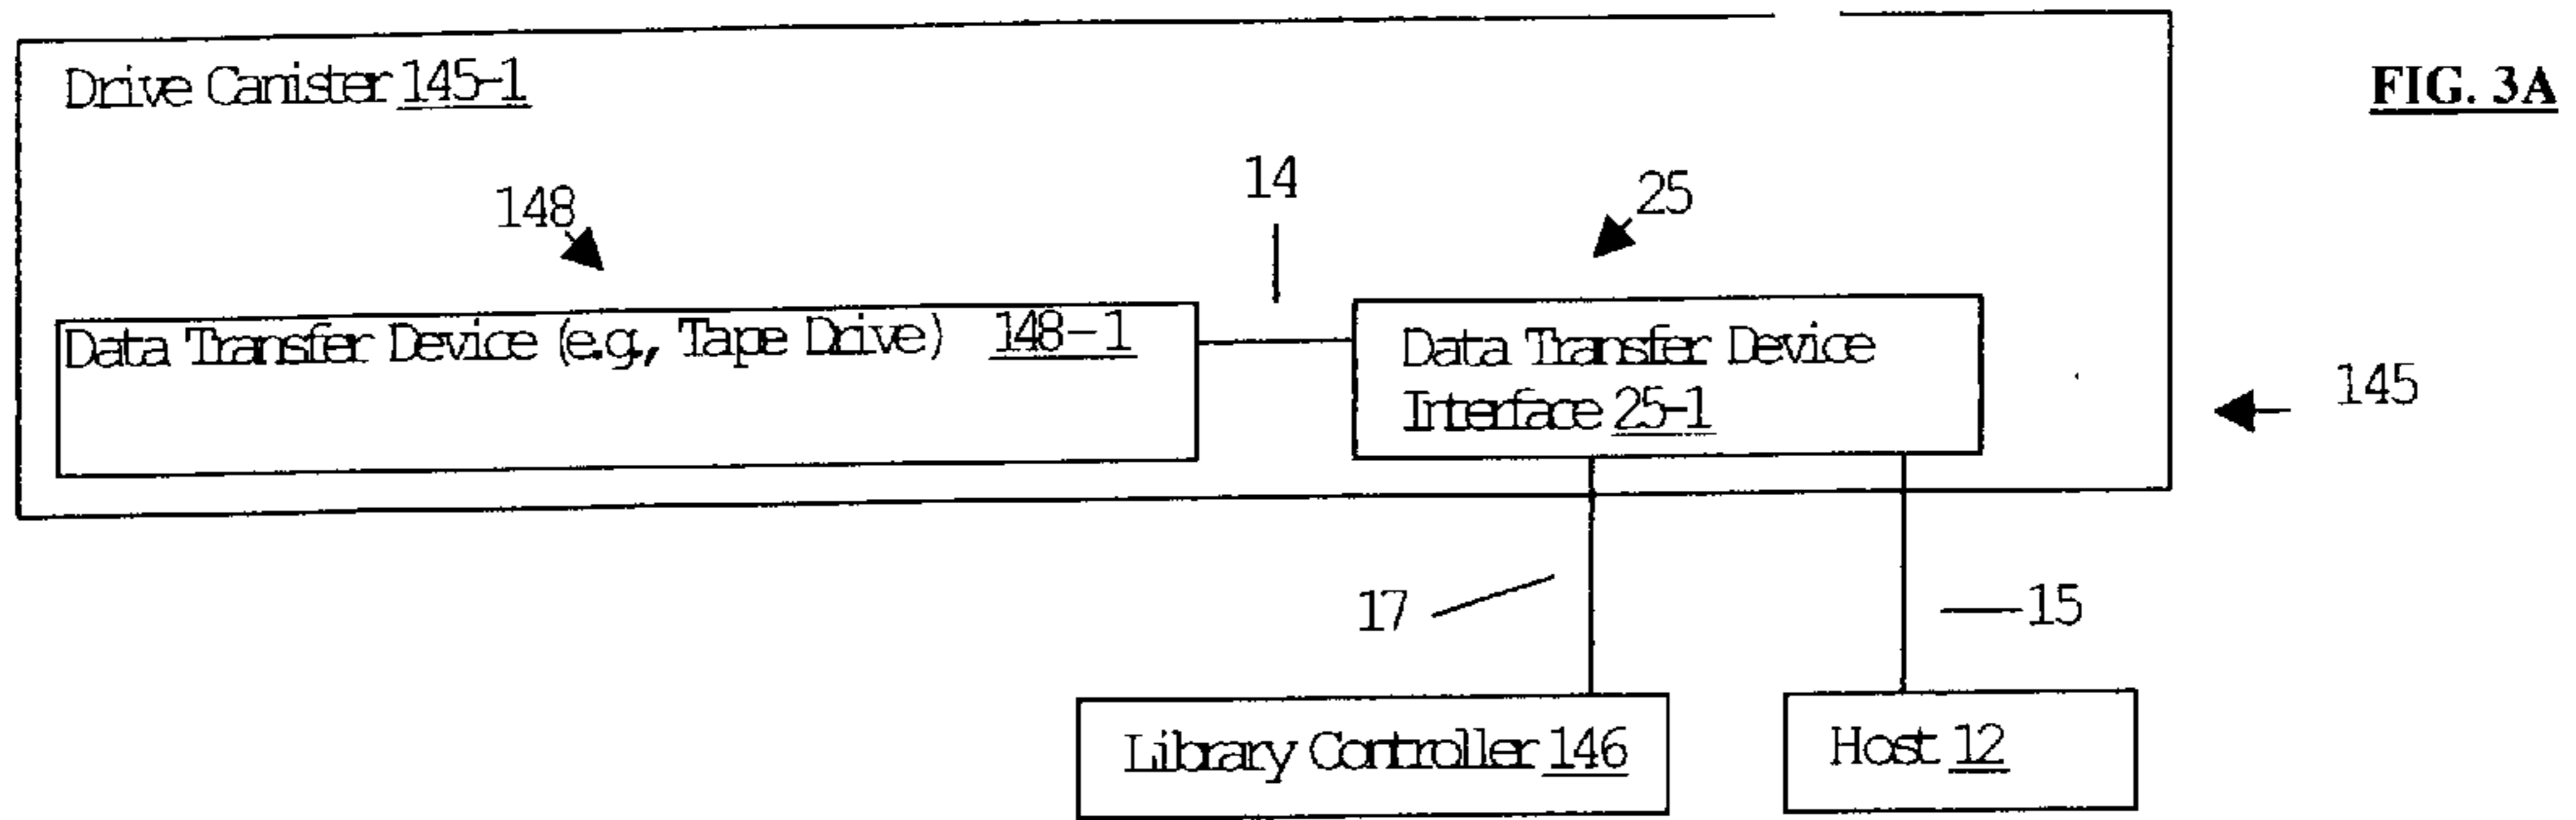 Drive Canister 145-1
FIG. 3A
148
14
25
Data Transfer Device (e.g., Tape Drive) 148-1
Data Transfer Device
Interface 25-1
145
17
15
Library Controller 146
Host 12